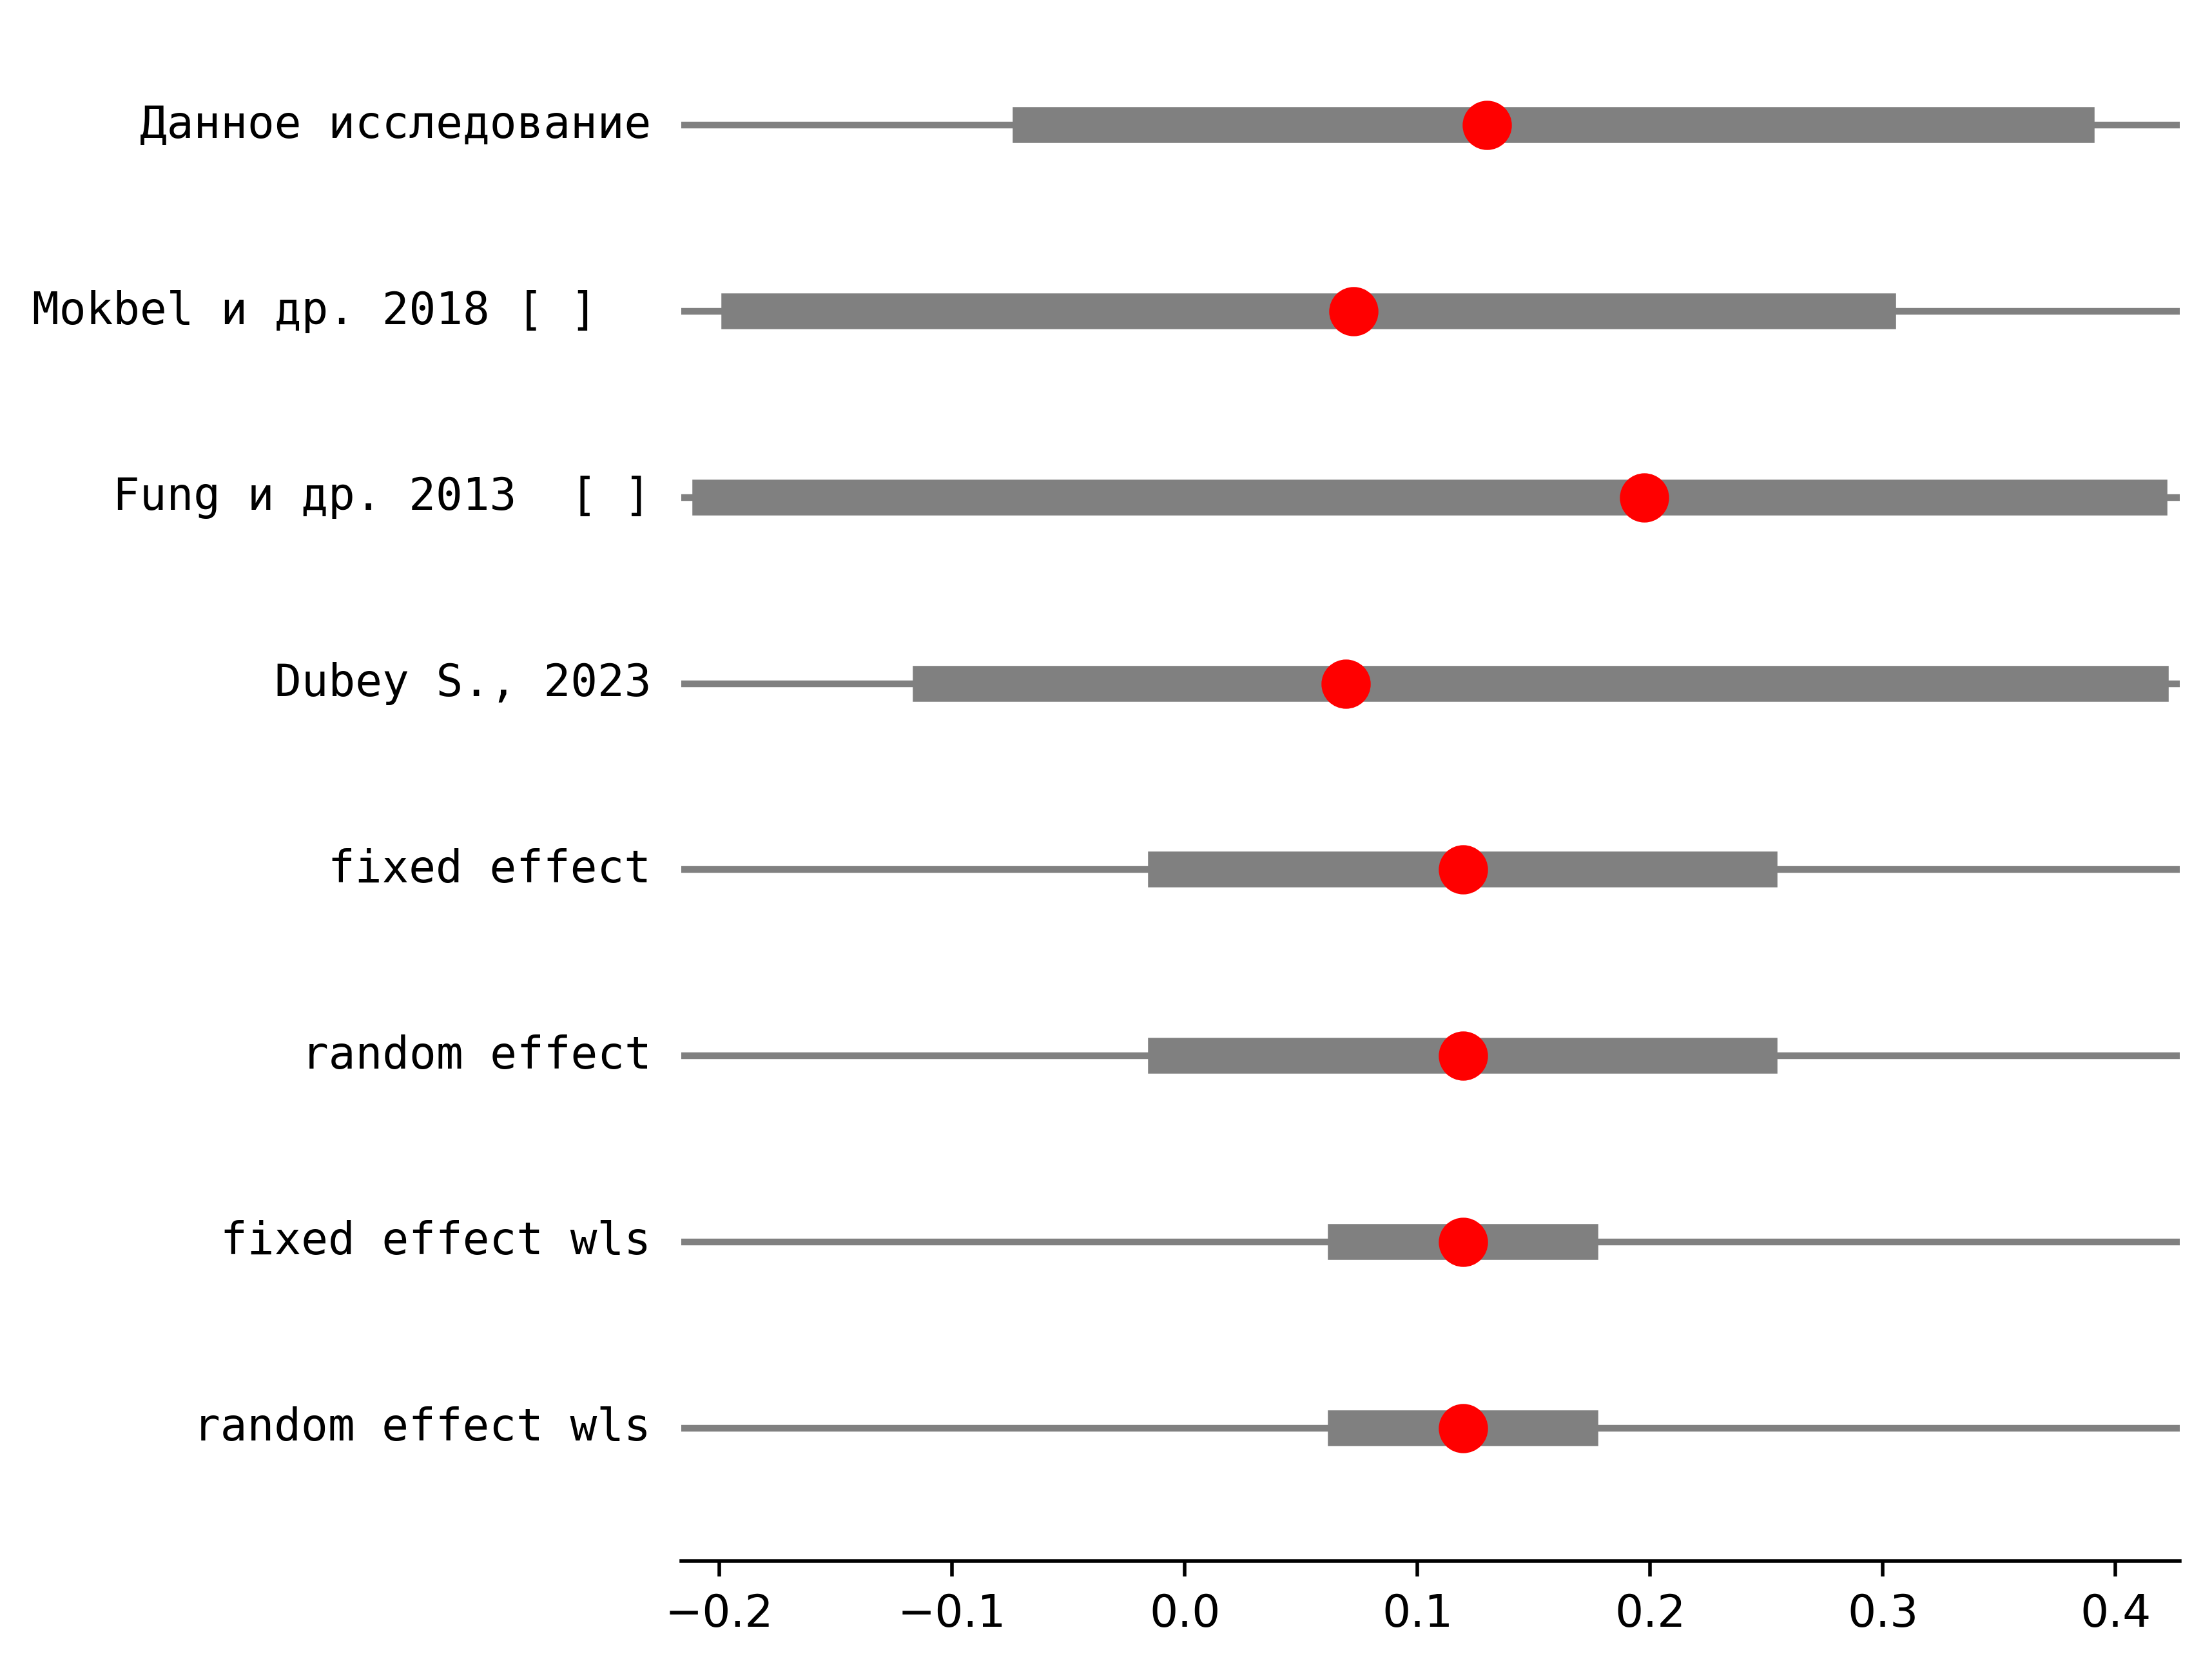 Данное исследование
Mokbel и др. 2018 [ ]
Fung и др. 2013  [ ]
Dubey S., 2023
fixed effect
random effect
fixed effect wls
random effect wls
−0.2 −0.1 0.0 0.1 0.2 0.3 0.4